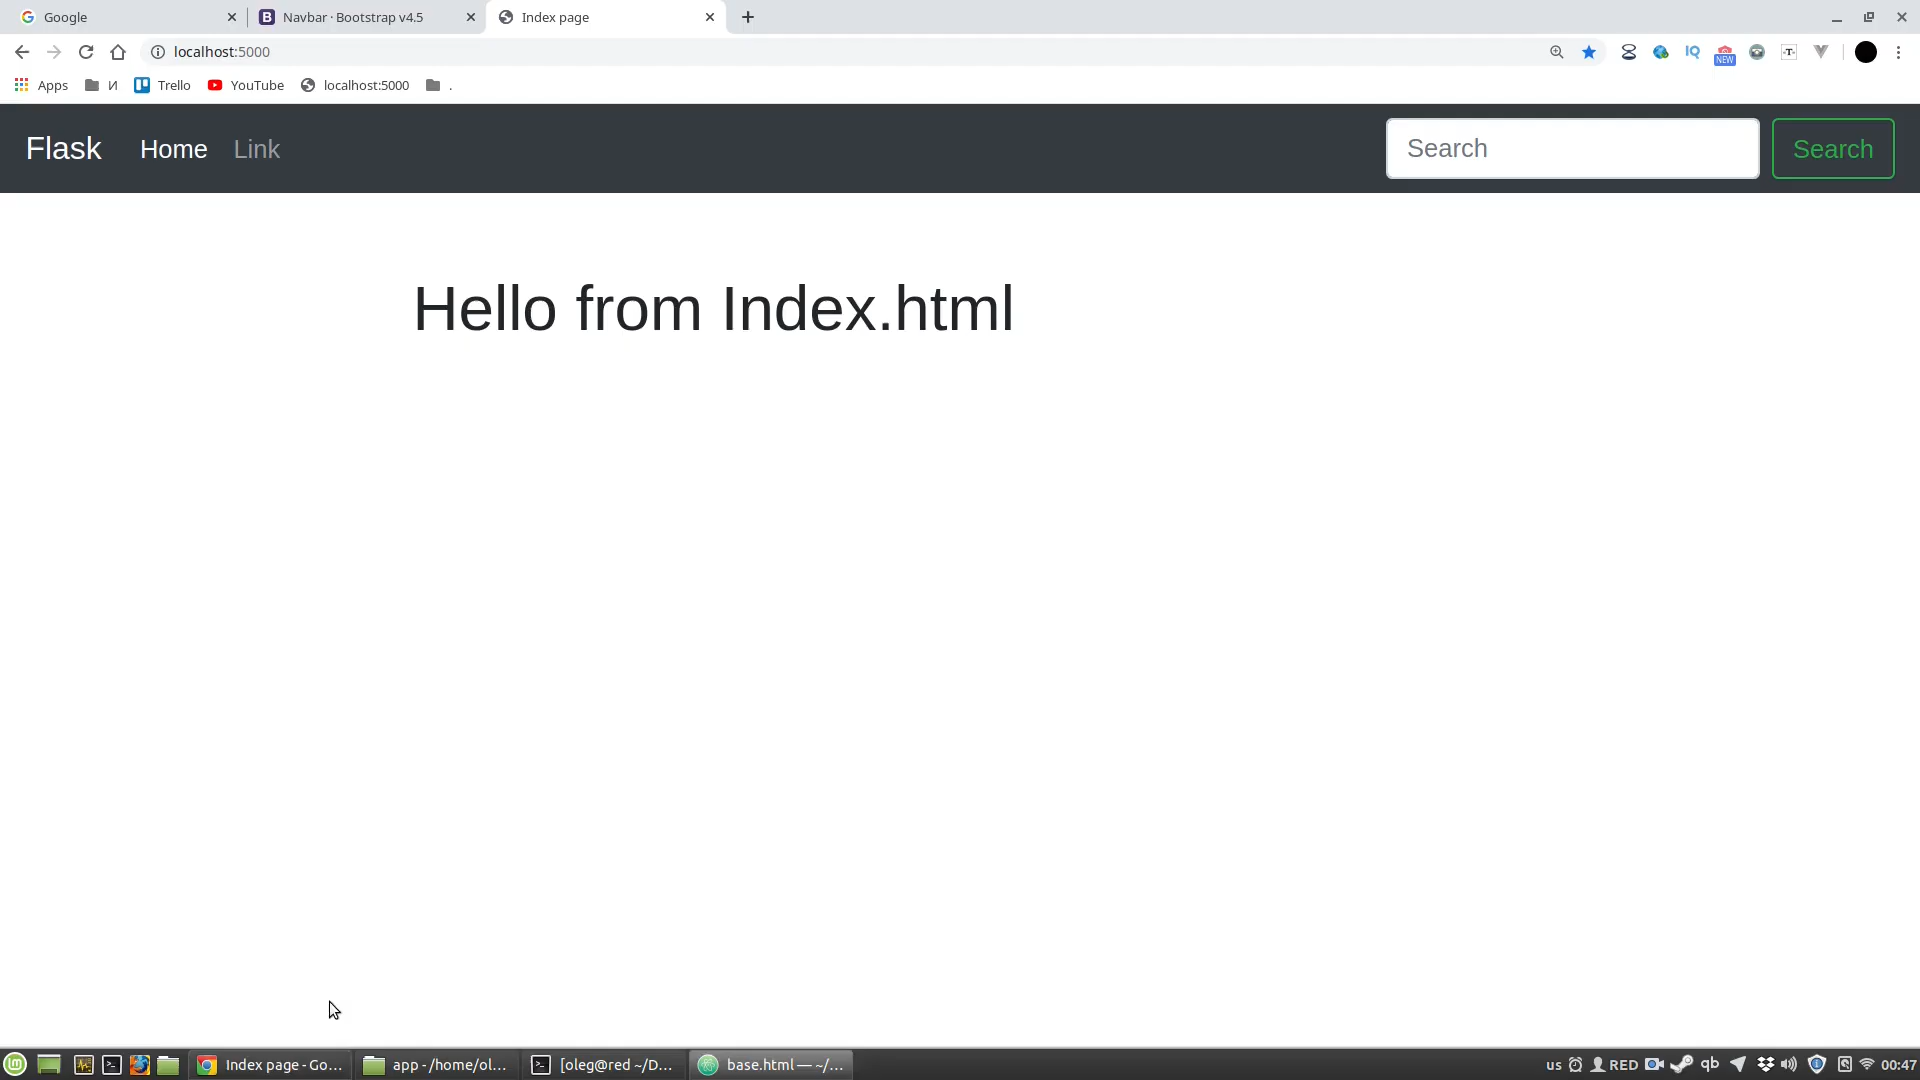 Google
Navbar · Bootstrap v4.5
Index page
localhost:5000
IQ
NEW
-T-
Apps
И
Trello
YouTube
localhost:5000
.
Flask
Home
Link
Search
Search
Hello from Index.html
Index page - Go...
app - /home/ol...
[oleg@red ~/D...
base.html — ~/...
us
RED
qb
00:47